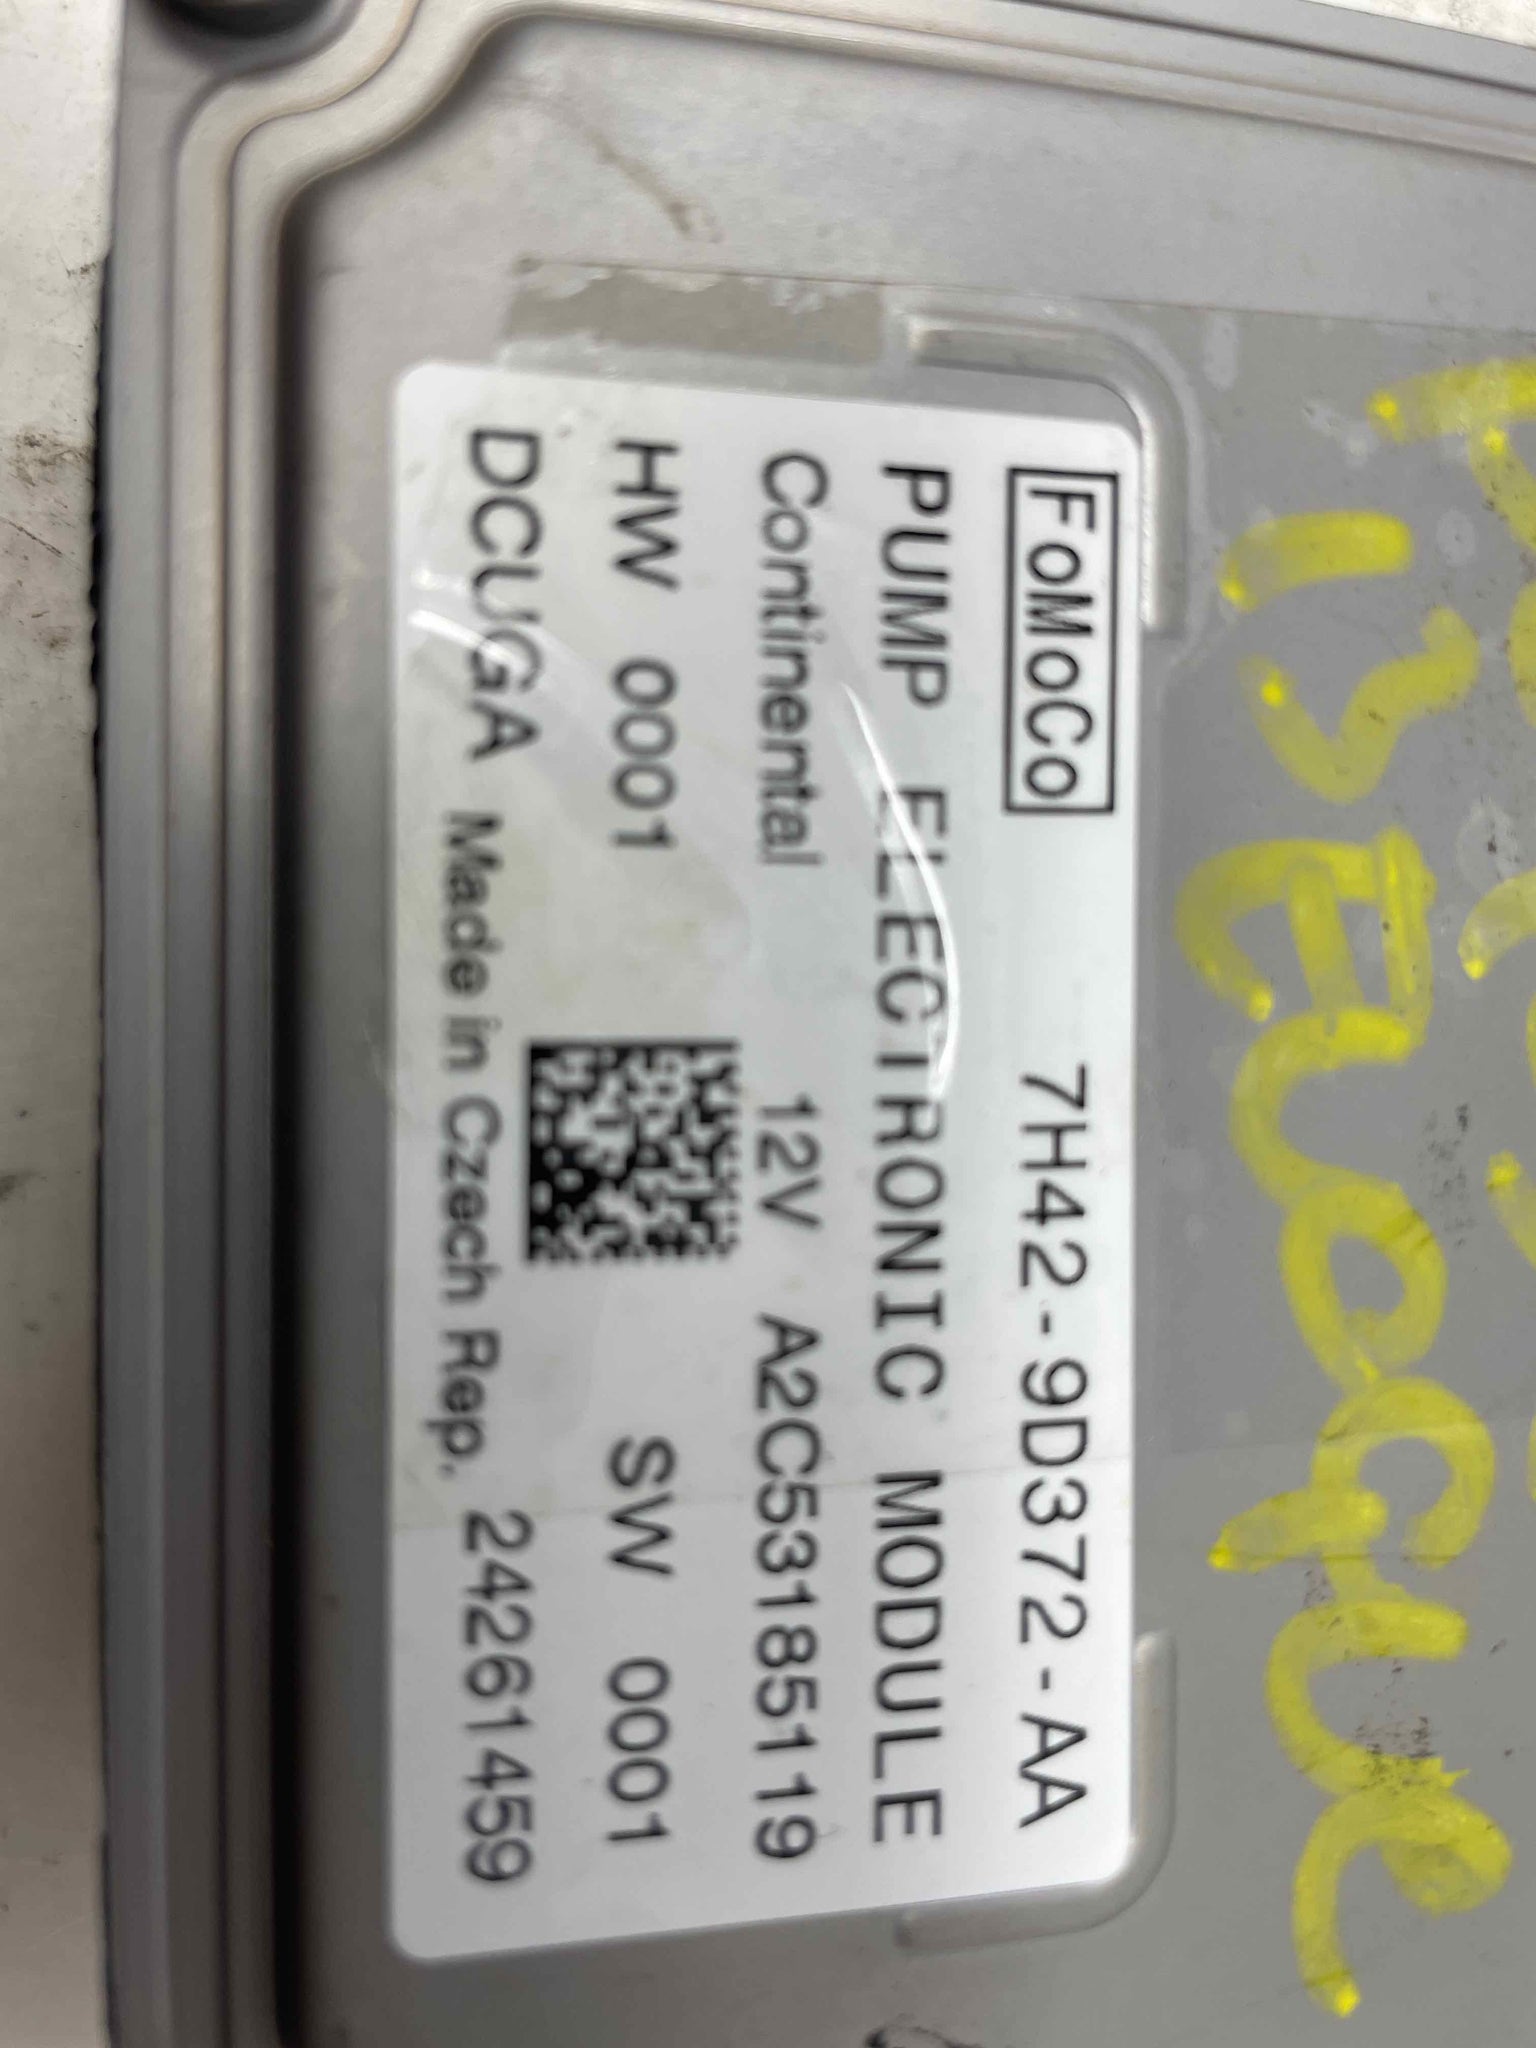 FoMoCo 7H42-9D372-AA
PUMP ELECTRONIC MODULE
Continental 12V A2C53185119
HW 0001 SW 0001
DCUGA Made in Czech Rep. 24261459